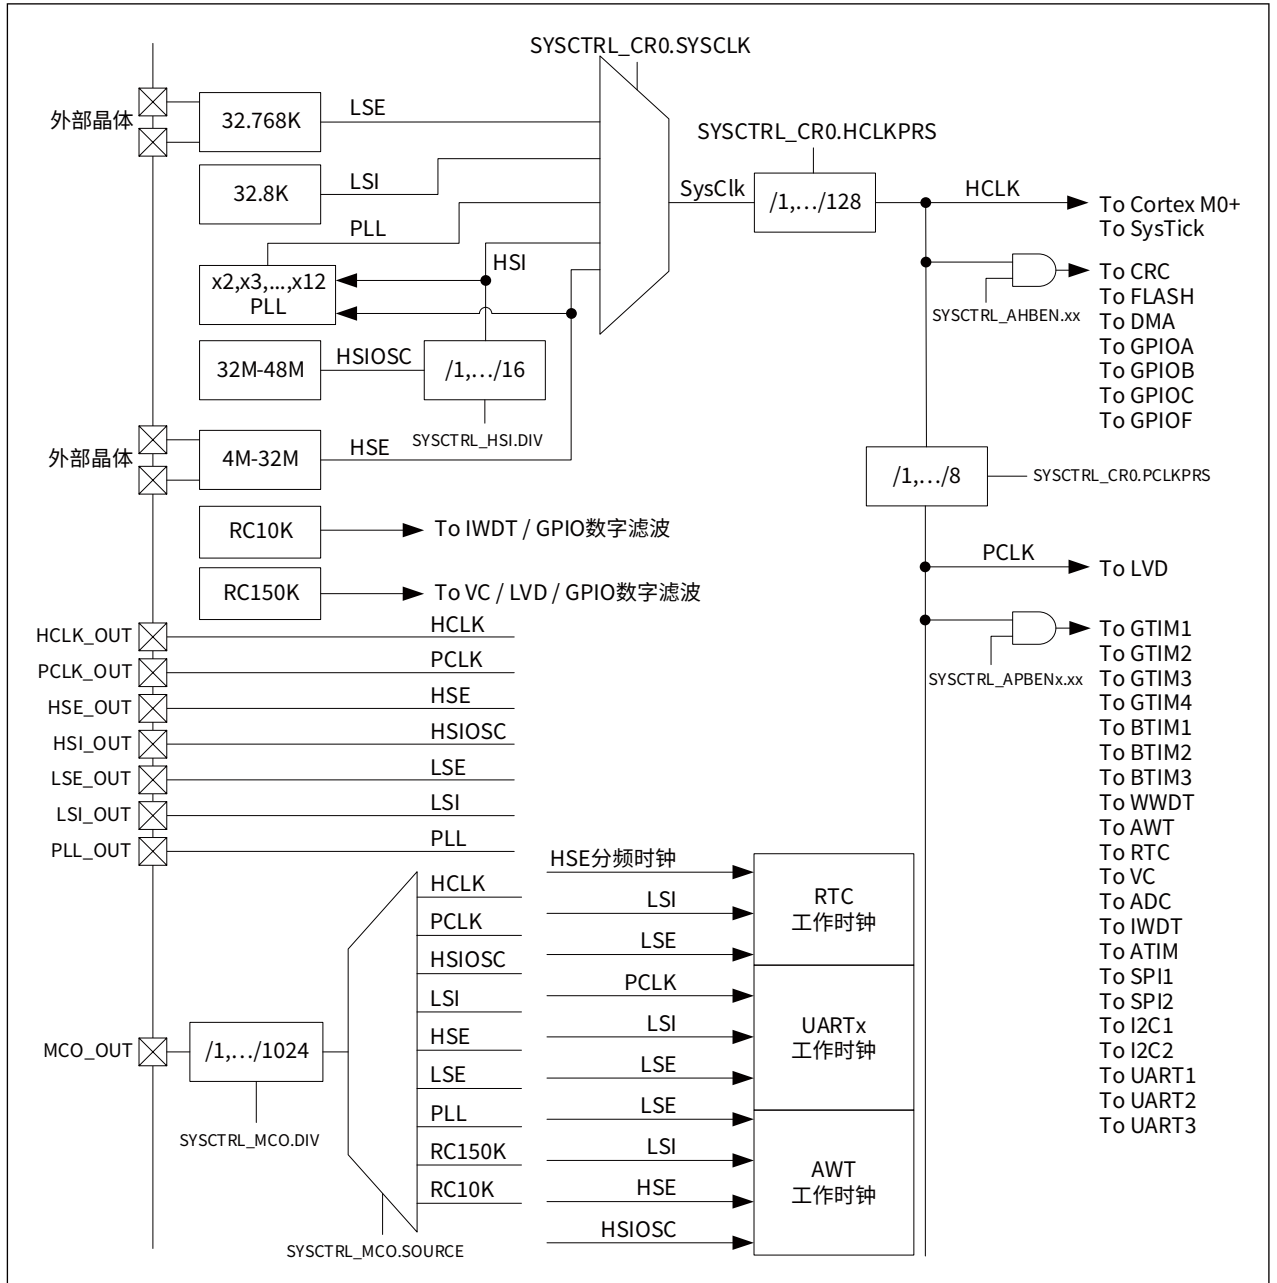 SYSCTRL_CR0.SYSCLK
外部晶体
32.768K
LSE
SYSCTRL_CR0.HCLKPRS
32.8K
LSI
SysClk
/1,.../128
HCLK
To Cortex M0+
To SysTick
PLL
HSI
x2,x3,...,x12
PLL
To CRC
To FLASH
To DMA
To GPIOA
To GPIOB
To GPIOC
To GPIOF
SYSCTRL_AHBEN.xx
32M-48M
HSIOSC
/1,.../16
SYSCTRL_HSI.DIV
外部晶体
4M-32M
HSE
/1,.../8
SYSCTRL_CR0.PCLKPRS
RC10K
To IWDT / GPIO数字滤波
RC150K
To VC / LVD / GPIO数字滤波
PCLK
To LVD
HCLK_OUT
HCLK
PCLK_OUT
PCLK
HSE_OUT
HSE
HSI_OUT
HSIOSC
LSE_OUT
LSE
LSI_OUT
LSI
PLL_OUT
PLL
SYSCTRL_APBENx.xx
To GTIM1
To GTIM2
To GTIM3
To GTIM4
To BTIM1
To BTIM2
To BTIM3
To WWDT
To AWT
To RTC
To VC
To ADC
To IWDT
To ATIM
To SPI1
To SPI2
To I2C1
To I2C2
To UART1
To UART2
To UART3
MCO_OUT
/1,.../1024
SYSCTRL_MCO.DIV
HCLK
PCLK
HSIOSC
LSI
HSE
LSE
PLL
RC150K
RC10K
SYSCTRL_MCO.SOURCE
HSE分频时钟
LSI
LSE
RTC
工作时钟
PCLK
LSI
LSE
UARTx
工作时钟
LSE
LSI
HSE
HSIOSC
AWT
工作时钟